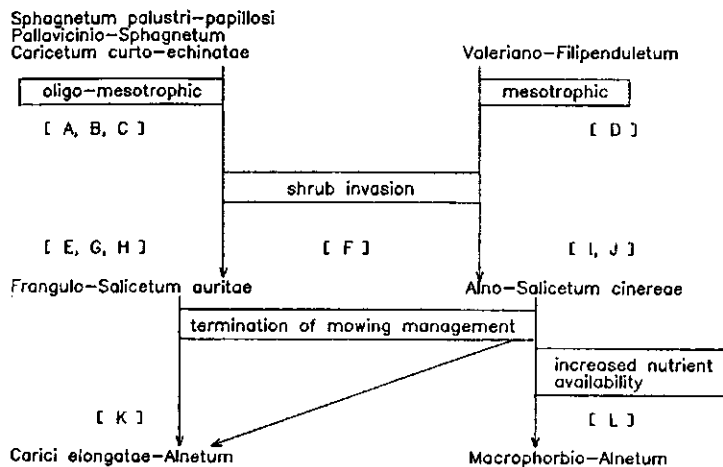 Sphagnetum palustri-papillosi
Pallavicinio-Sphagnetum
Caricetum curto-echinatae
Valeriano-Filipenduletum
oligo-mesotrophic
mesotrophic
[ A, B, C ]
[ D ]
shrub invasion
[ E, G, H ]
[ F ]
[ I, J ]
Frangulo-Salicetum auritae
Alno-Salicetum cinereae
termination of mowing management
increased nutrient
availability
[ K ]
[ L ]
Carici elongatae-Alnetum
Macrophorbio-Alnetum